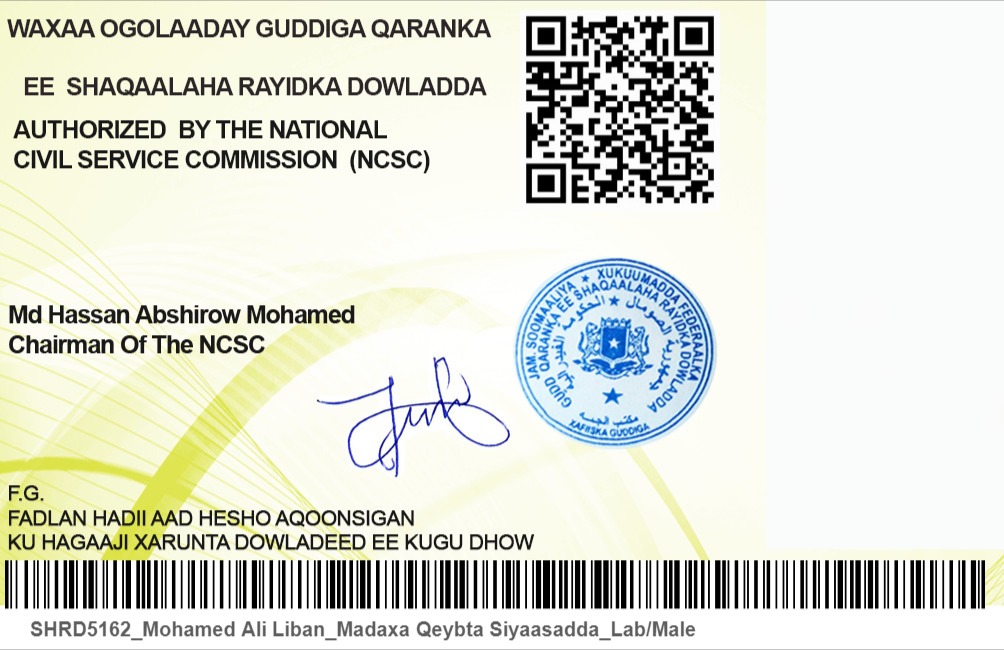 WAXAA OGOLAADAY GUDDIGA QARANKA
EE SHAQAALAHA RAYIDKA DOWLADDA
AUTHORIZED BY THE NATIONAL
CIVIL SERVICE COMMISSION (NCSC)
Md Hassan Abshirow Mohamed
Chairman Of The NCSC
JAM. SOOMAALIYA ★ XUKUUMADDA FEDERAALKA
GUDD QARANKA EE SHAQAALAHA RAYIDKA DOWLADDA
مكتب
XAFIISKA GUDDIGA
F.G.
FADLAN HADII AAD HESHO AQOONSIGAN
KU HAGAAJI XARUNTA DOWLADEED EE KUGU DHOW
SHRD5162_Mohamed Ali Liban_Madaxa Qeybta Siyaasadda_Lab/Male